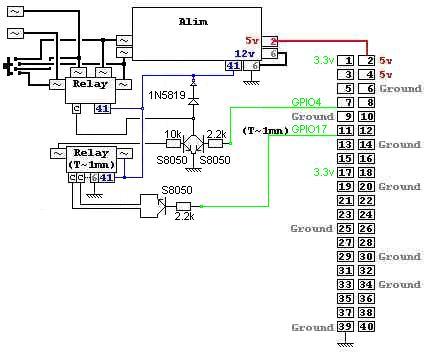 Alim
5v 2
12v 6
41 6
Relay
C 41
1N5819
3.3v 1 2 5v
3 4 5v
5 6 Ground
GPIO4 7 8
Ground 9 10
(T~1mn) GPIO17 11 12
10k 2.2k
S8050 S8050
13 14 Ground
15 16
3.3v 17 18
19 20 Ground
21 22
23 24
Ground 25 26
27 28
29 30 Ground
31 32
33 34 Ground
35 36
37 38
Ground 39 40
Relay
(T~1mn)
C C 6 41
S8050
2.2k